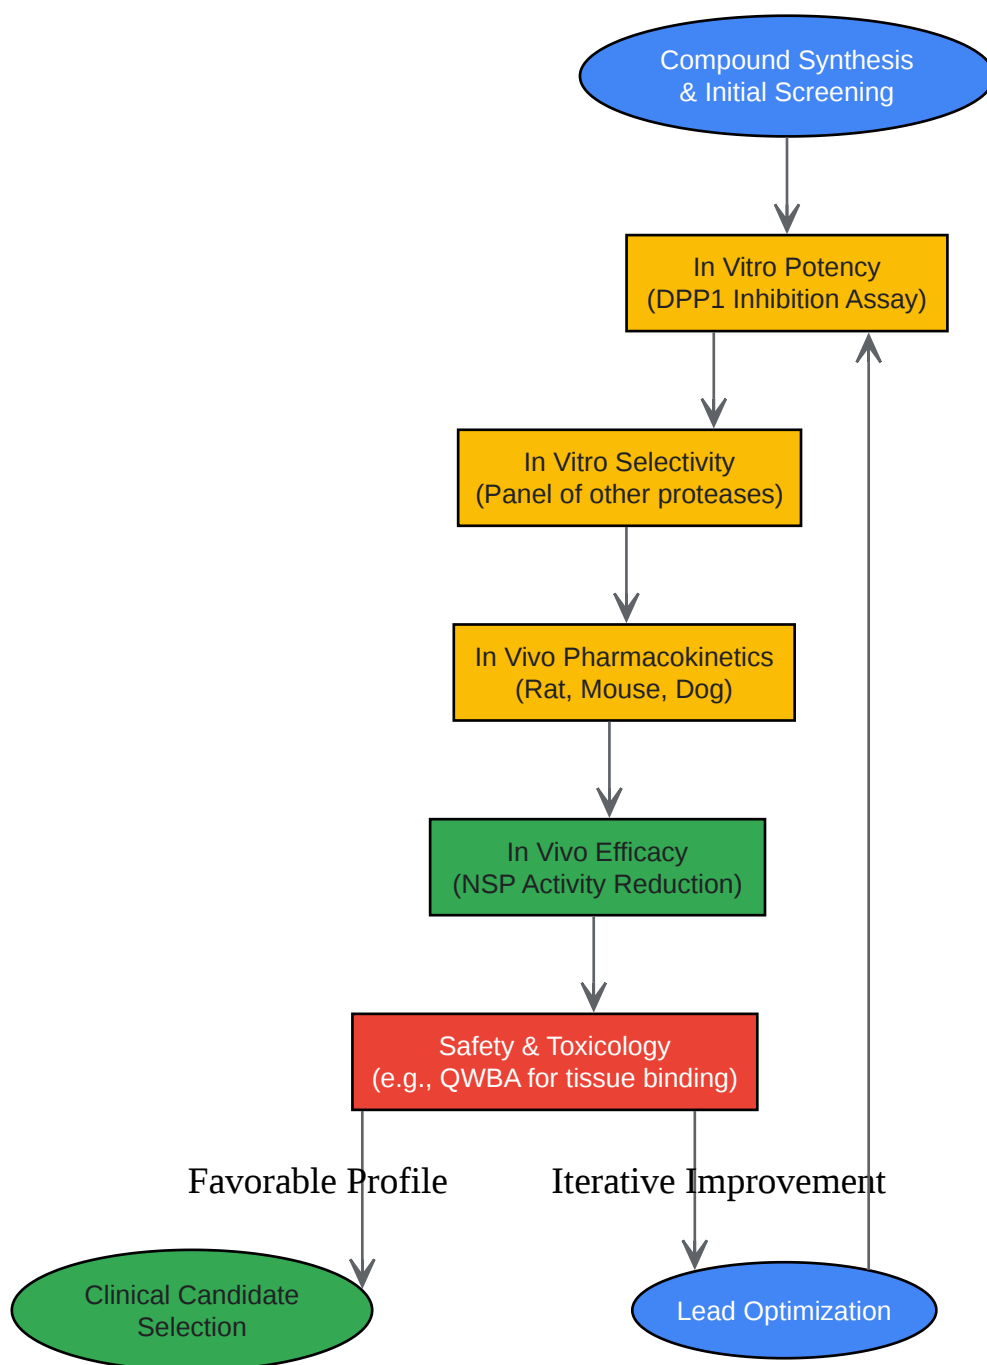 Compound Synthesis
& Initial Screening
In Vitro Potency
(DPP1 Inhibition Assay)
In Vitro Selectivity
(Panel of other proteases)
In Vivo Pharmacokinetics
(Rat, Mouse, Dog)
In Vivo Efficacy
(NSP Activity Reduction)
Safety & Toxicology
(e.g., QWBA for tissue binding)
Favorable Profile
Iterative Improvement
Clinical Candidate
Selection
Lead Optimization